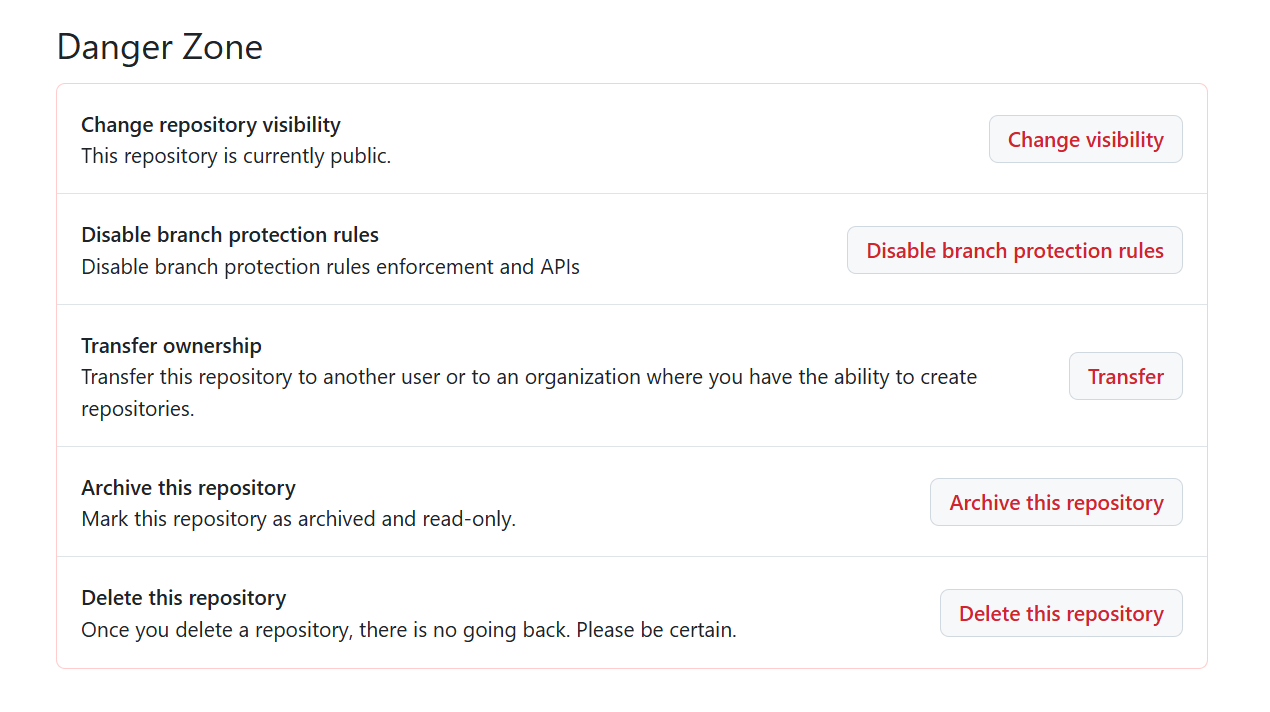 Danger Zone
Change repository visibility
This repository is currently public.
Change visibility
Disable branch protection rules
Disable branch protection rules enforcement and APIs
Disable branch protection rules
Transfer ownership
Transfer this repository to another user or to an organization where you have the ability to create
repositories.
Transfer
Archive this repository
Mark this repository as archived and read-only.
Archive this repository
Delete this repository
Once you delete a repository, there is no going back. Please be certain.
Delete this repository